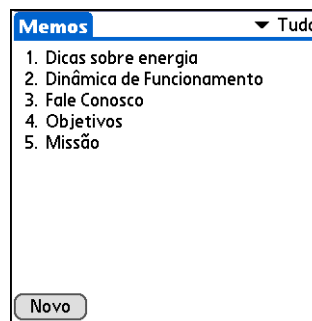 Memos Tudo
1. Dicas sobre energia
2. Dinâmica de Funcionamento
3. Fale Conosco
4. Objetivos
5. Missão
Novo